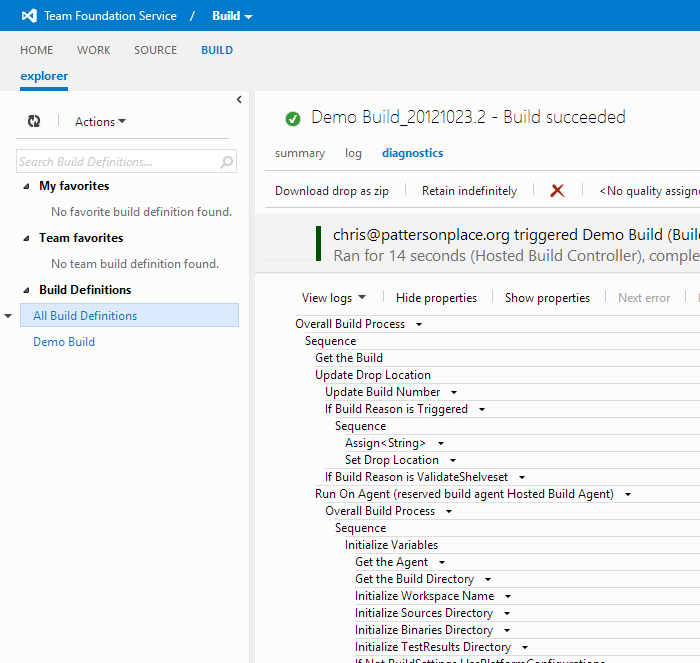 Team Foundation Service / Build
HOME WORK SOURCE BUILD
explorer
Actions
Search Build Definitions...
My favorites
No favorite build definition found.
Team favorites
No team build definition found.
Build Definitions
All Build Definitions
Demo Build
Demo Build_20121023.2 - Build succeeded
summary log diagnostics
Download drop as zip Retain indefinitely <No quality assigne
chris@pattersonplace.org triggered Demo Build (Buil
Ran for 14 seconds (Hosted Build Controller), comple
View logs Hide properties Show properties Next error
Overall Build Process
Sequence
Get the Build
Update Drop Location
Update Build Number
If Build Reason is Triggered
Sequence
Assign<String>
Set Drop Location
If Build Reason is ValidateShelveset
Run On Agent (reserved build agent Hosted Build Agent)
Overall Build Process
Sequence
Initialize Variables
Get the Agent
Get the Build Directory
Initialize Workspace Name
Initialize Sources Directory
Initialize Binaries Directory
Initialize TestResults Directory
If Not BuildSettings.HasPlatformConfigurations